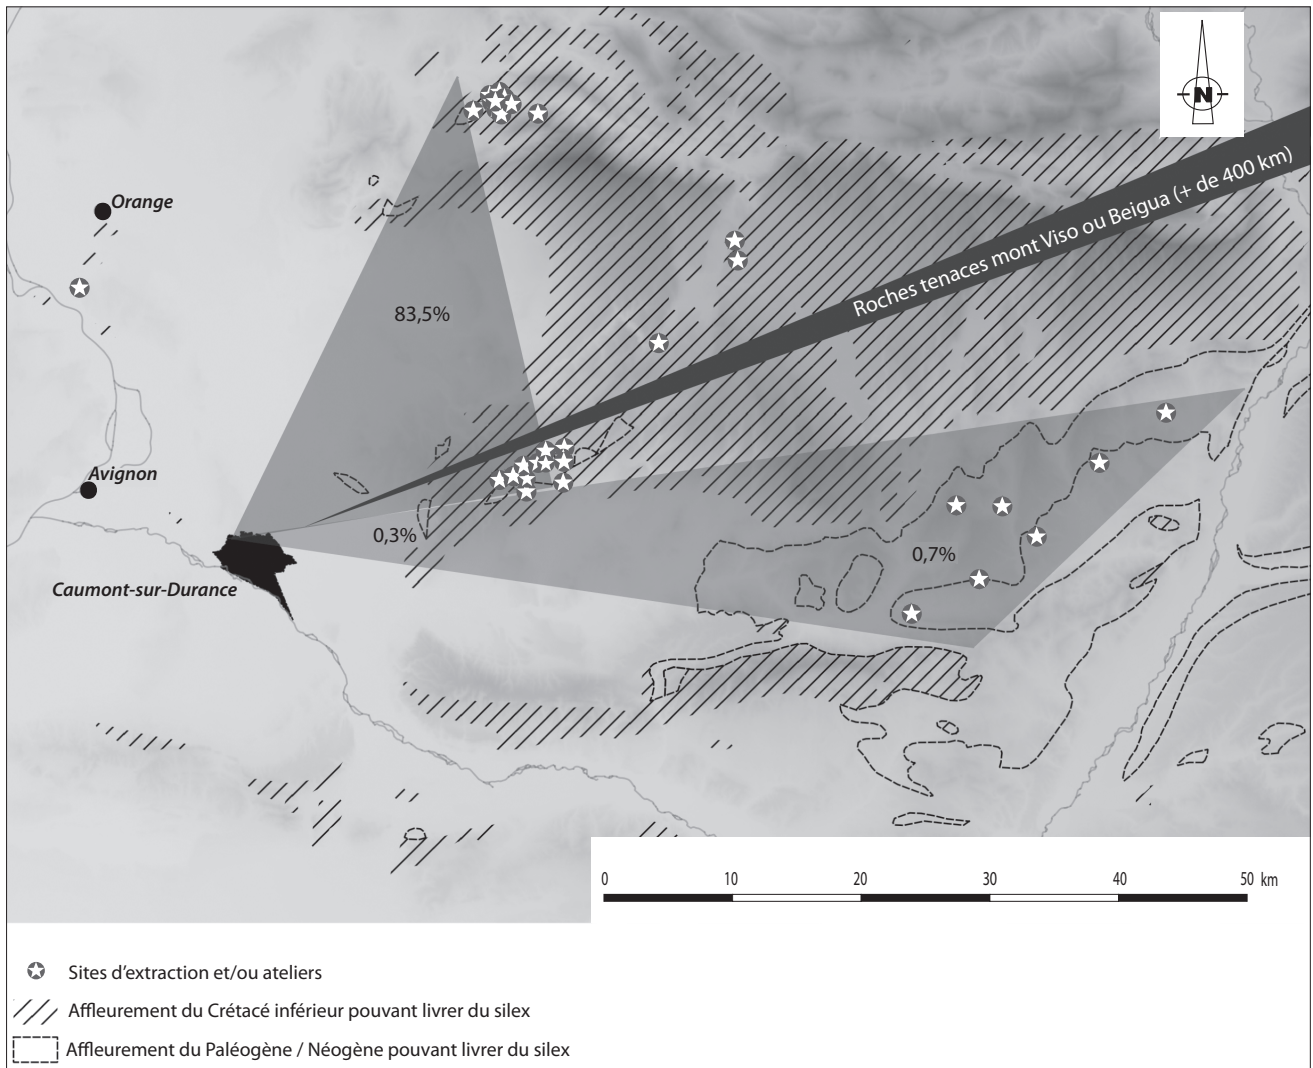 N
Orange
Roches tenaces mont Viso ou Beigua (+ de 400 km)
83,5%
Avignon
0,3%
0,7%
Caumont-sur-Durance
0 10 20 30 40 50 km
Sites d'extraction et/ou ateliers
Affleurement du Crétacé inférieur pouvant livrer du silex
Affleurement du Paléogène / Néogène pouvant livrer du silex